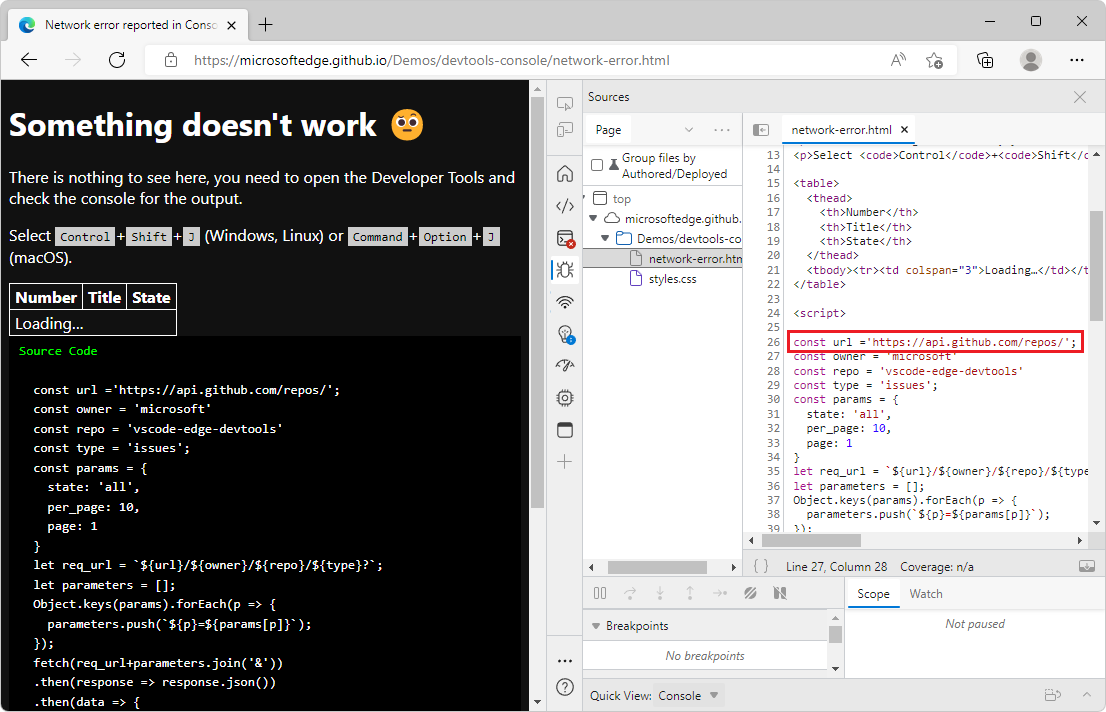 Network error reported in Conso
https://microsoftedge.github.io/Demos/devtools-console/network-error.html
Something doesn't work
There is nothing to see here, you need to open the Developer Tools and
check the console for the output.
Select Control+Shift+J (Windows, Linux) or Command+Option+J
(macOS).
Number Title State
Loading...
Source Code
const url ='https://api.github.com/repos/';
const owner = 'microsoft'
const repo = 'vscode-edge-devtools'
const type = 'issues';
const params = {
state: 'all',
per_page: 10,
page: 1
}
let req_url = `${url}/${owner}/${repo}/${type}?`;
let parameters = [];
Object.keys(params).forEach(p => {
parameters.push(`${p}=${params[p]}`);
});
fetch(req_url+parameters.join('&'))
.then(response => response.json())
.then(data => {
Sources
Page
Group files by
Authored/Deployed
top
microsoftedge.github.
Demos/devtools-co
network-error.htm
styles.css
network-error.html
13 <p>Select <code>Control</code>+<code>Shift</c
14
15 <table>
16 <thead>
17 <th>Number</th>
18 <th>Title</th>
19 <th>State</th>
20 </thead>
21 <tbody><tr><td colspan="3">Loading…</td></t
22 </table>
23
24 <script>
25
26 const url ='https://api.github.com/repos/';
27 const owner = 'microsoft'
28 const repo = 'vscode-edge-devtools'
29 const type = 'issues';
30 const params = {
31 state: 'all',
32 per_page: 10,
33 page: 1
34 }
35 let req_url = `${url}/${owner}/${repo}/${type
36 let parameters = [];
37 Object.keys(params).forEach(p => {
38 parameters.push(`${p}=${params[p]}`);
39 });
{ } Line 27, Column 28 Coverage: n/a
Scope Watch
Not paused
Breakpoints
No breakpoints
Quick View: Console